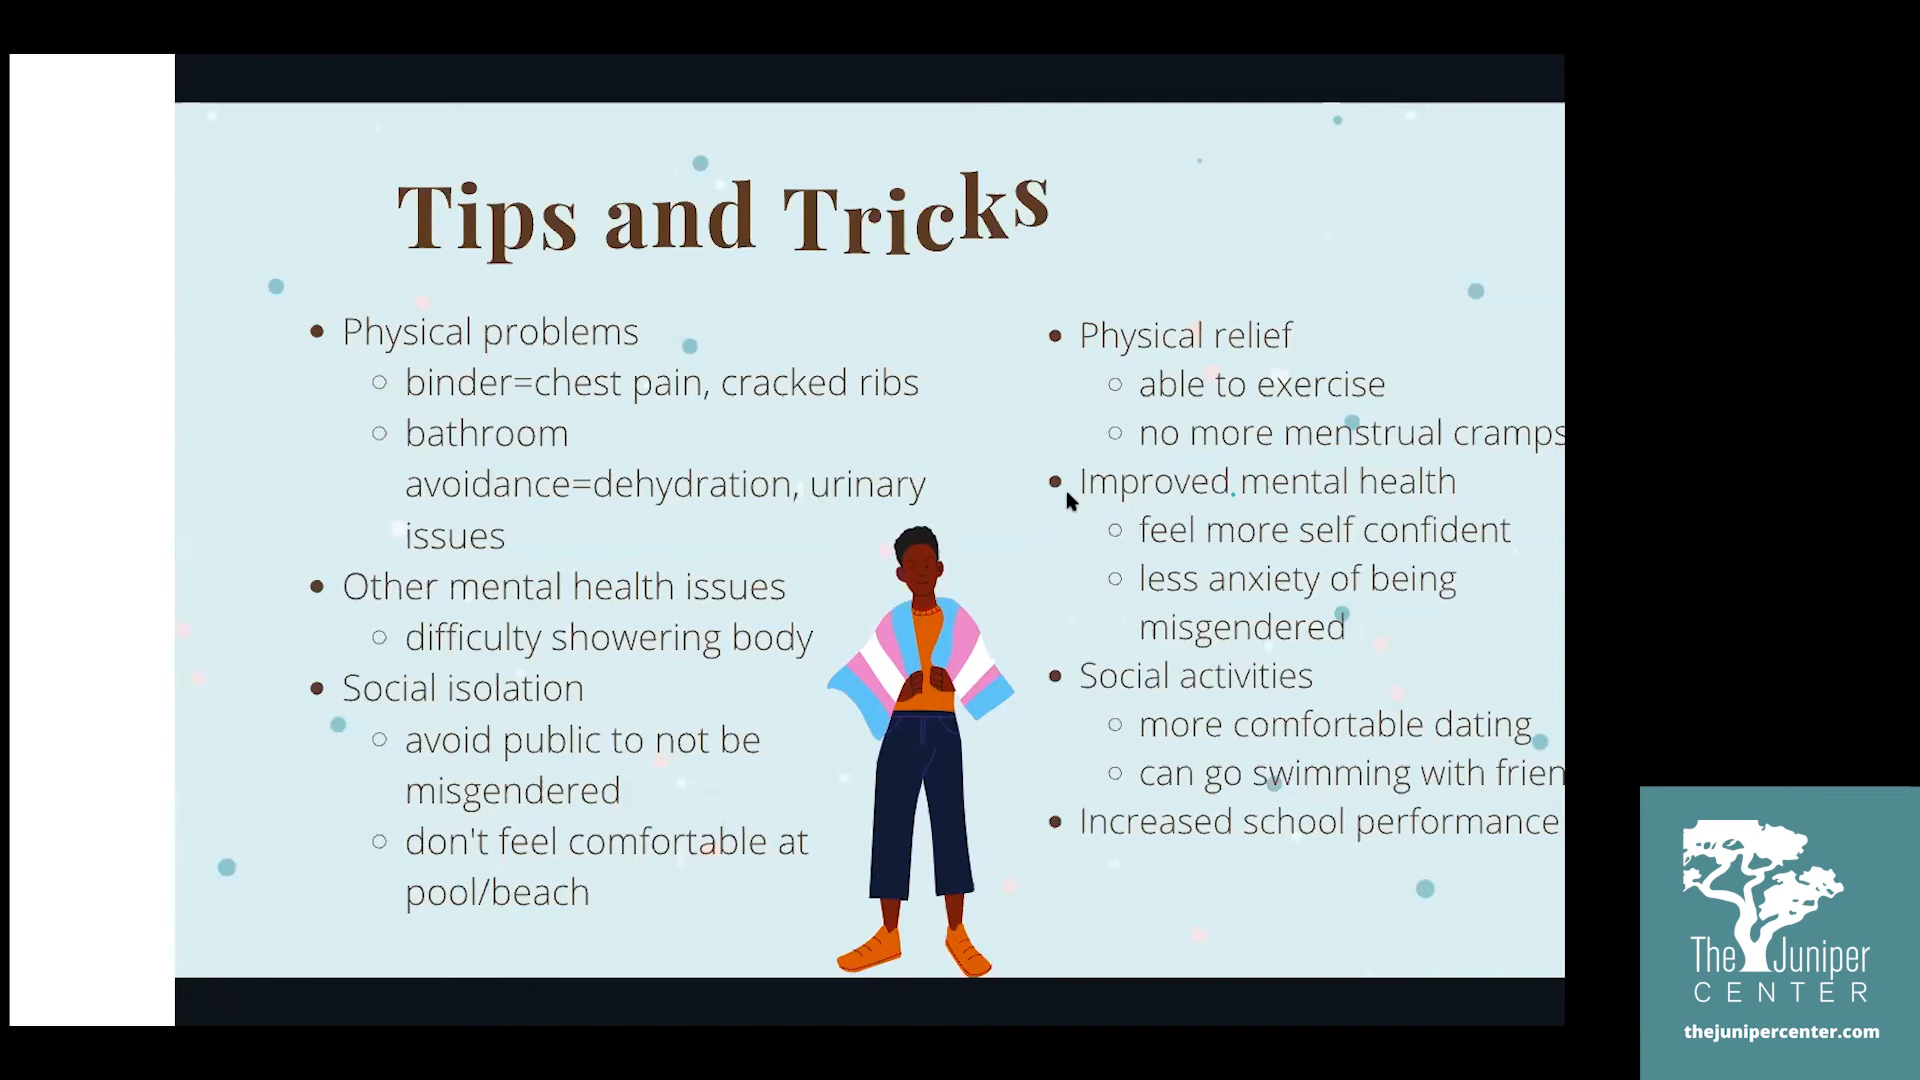 Tips and Tricks
• Physical problems
○ binder=chest pain, cracked ribs
○ bathroom
avoidance=dehydration, urinary
issues
• Other mental health issues
○ difficulty showering body
• Social isolation
○ avoid public to not be
misgendered
○ don't feel comfortable at
pool/beach
• Physical relief
○ able to exercise
○ no more menstrual cramps
• Improved mental health
○ feel more self confident
○ less anxiety of being
misgendered
• Social activities
○ more comfortable dating
○ can go swimming with frien
• Increased school performance
The Juniper
CENTER
thejunipercenter.com